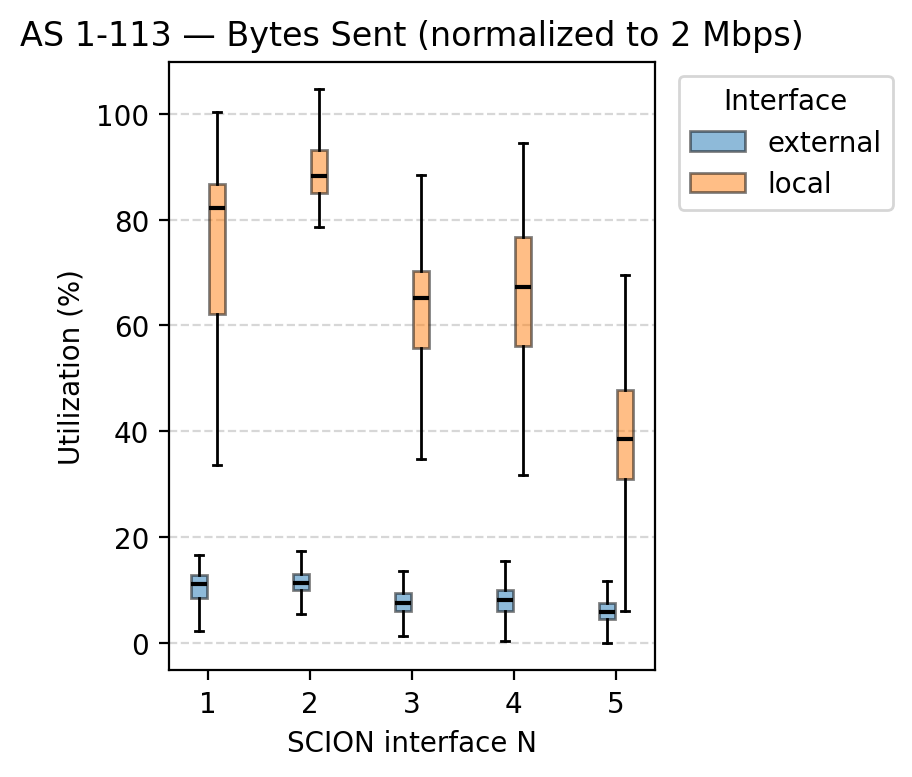 AS 1-113 — Bytes Sent (normalized to 2 Mbps)
Interface
external
local
Utilization (%)
100
80
60
40
20
0
1 2 3 4 5
SCION interface N